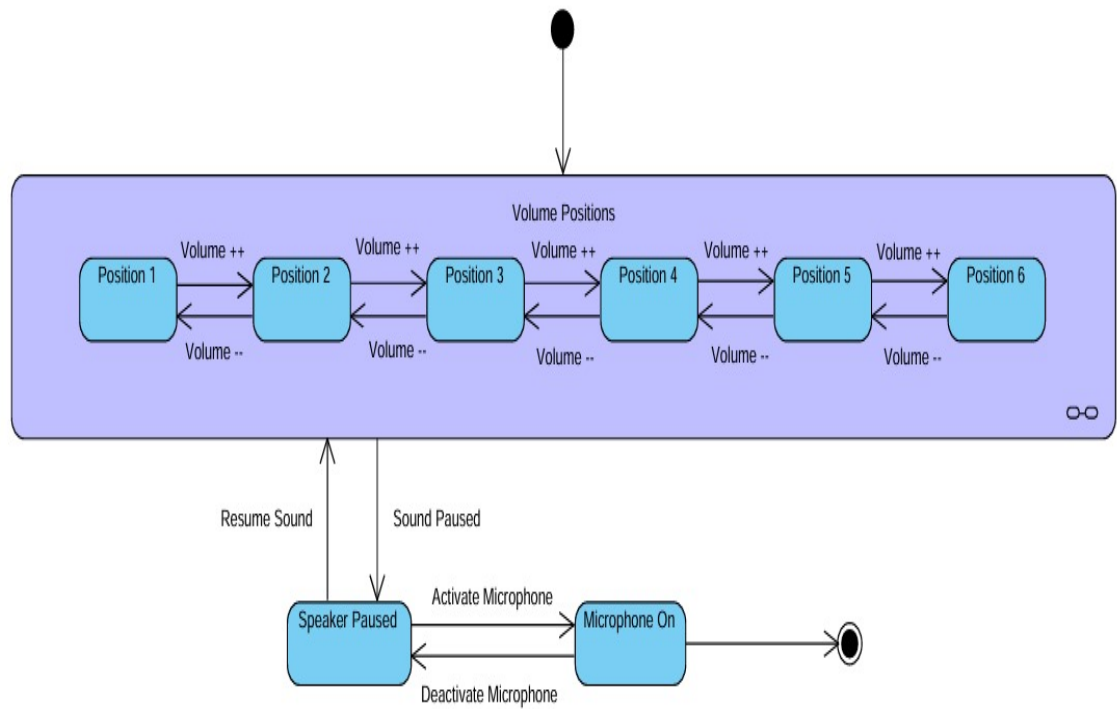 Volume Positions
Volume ++
Volume ++
Volume ++
Volume ++
Volume ++
Position 1
Position 2
Position 3
Position 4
Position 5
Position 6
Volume --
Volume --
Volume --
Volume --
Volume --
Resume Sound
Sound Paused
Activate Microphone
Speaker Paused
Microphone On
Deactivate Microphone